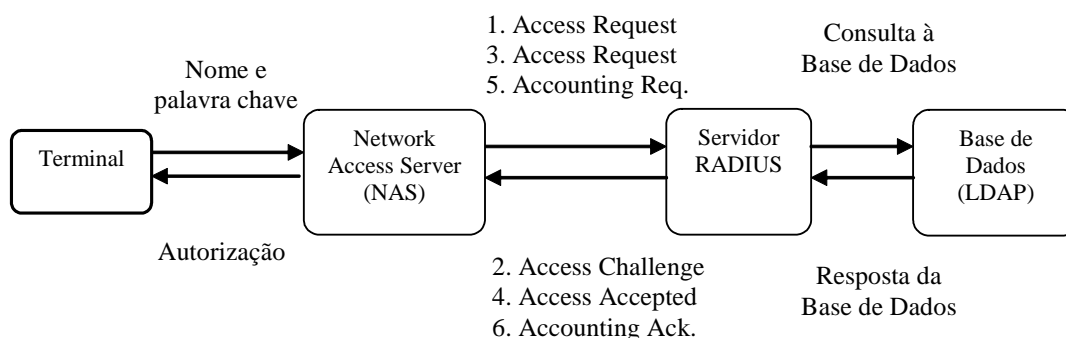 1. Access Request
3. Access Request
5. Accounting Req.
Consulta à
Base de Dados
Nome e
palavra chave
Terminal
Network
Access Server
(NAS)
Servidor
RADIUS
Base de
Dados
(LDAP)
Autorização
2. Access Challenge
4. Access Accepted
6. Accounting Ack.
Resposta da
Base de Dados